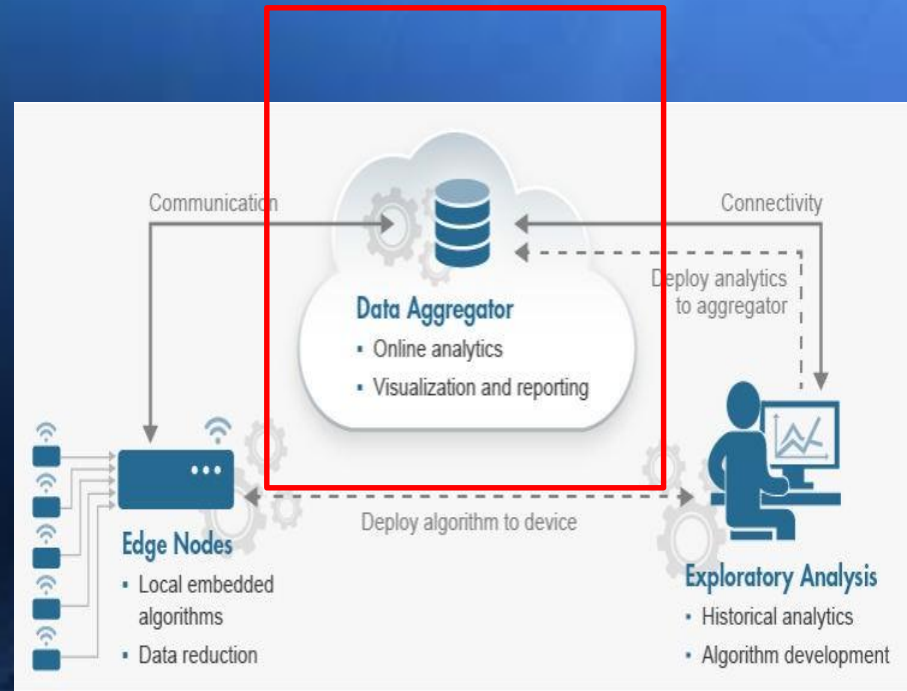 Communication
Connectivity
Deploy analytics
to aggregator
Data Aggregator
▪ Online analytics
▪ Visualization and reporting
Deploy algorithm to device
Edge Nodes
▪ Local embedded
algorithms
▪ Data reduction
Exploratory Analysis
▪ Historical analytics
▪ Algorithm development